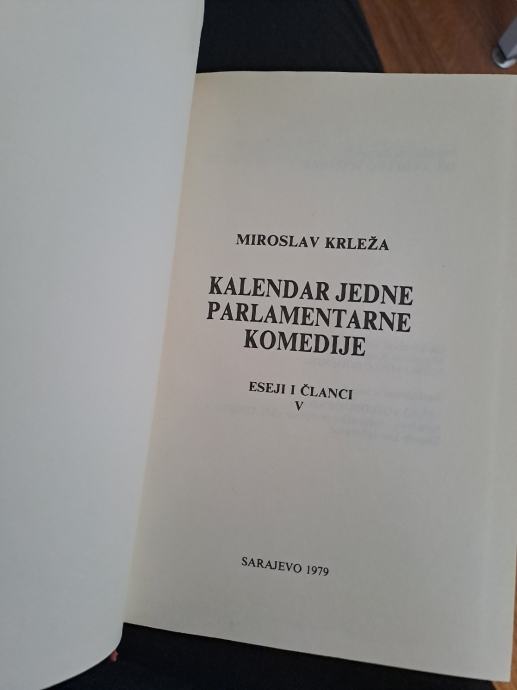 MIROSLAV KRLEŽA
KALENDAR JEDNE
PARLAMENTARNE
KOMEDIJE
ESEJI I ČLANCI
V
SARAJEVO 1979